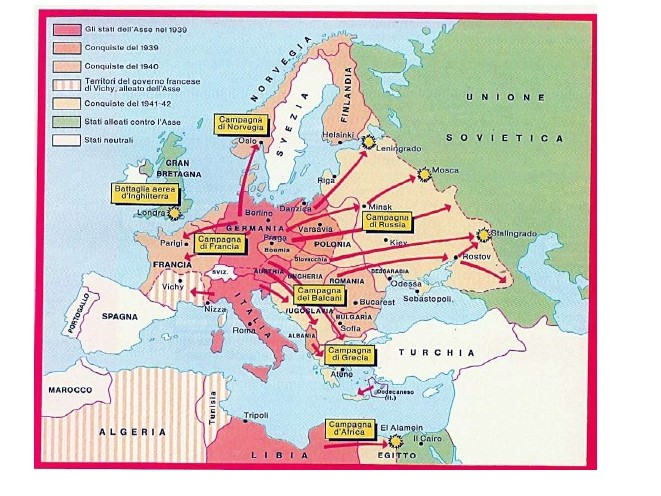 Gli stati dell'Asse nel 1939
Conquiste del 1939
Conquiste del 1940
Territori del governo francese
di Vichy, alleato dell'Asse
Conquiste del 1941-42
Stati alleati contro l'Asse
Stati neutrali
NORVEGIA
SVEZIA
FINLANDIA
UNIONE
SOVIETICA
Campagna
di Norvegia
Oslo
Helsinki
Leningrado
GRAN
BRETAGNA
Riga
Mosca
Battaglia aerea
d'Inghilterra
Londra
Danzica
Minsk
Berlino
GERMANIA
Varsavia
Campagna
di Russia
Stalingrado
Parigi
Campagna
di Francia
Praga
Boemia
POLONIA
Kiev
Slovacchia
Rostov
FRANCIA
SVIZ.
AUSTRIA
UNGHERIA
BESSARABIA
ROMANIA
Odessa
Vichy
Campagna
dei Balcani
Bucarest
Sebastopoli
PORTOGALLO
SPAGNA
Nizza
ITALIA
JUGOSLAVIA
BULGARIA
Sofia
Roma
ALBANIA
Campagna
di Grecia
TURCHIA
Atene
Dodecaneso
(It.)
MAROCCO
ALGERIA
Tunisia
Tripoli
Campagna
d'Africa
El Alamein
Il Cairo
LIBIA
EGITTO